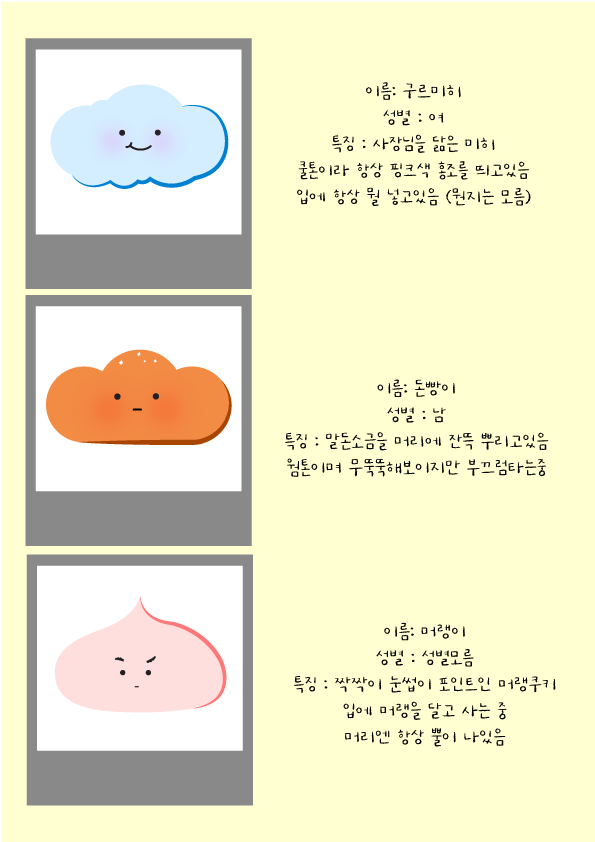 이름: 구르미히
성별 : 여
특징 : 사장님을 닮은 미히
쿨톤이라 항상 핑크색 홍조를 띄고있음
입에 항상 뭘 넣고있음 (뭔지는 모름)
이름: 돈빵이
성별 : 남
특징 : 말돈소금을 머리에 잔뜩 뿌리고있음
웜톤이며 무뚝뚝해보이지만 부끄럼타는중
이름: 머랭이
성별 : 성별모름
특징 : 짝짝이 눈썹이 포인트인 머랭쿠키
입에 머랭을 달고 사는 중
머리엔 항상 뿔이 나있음